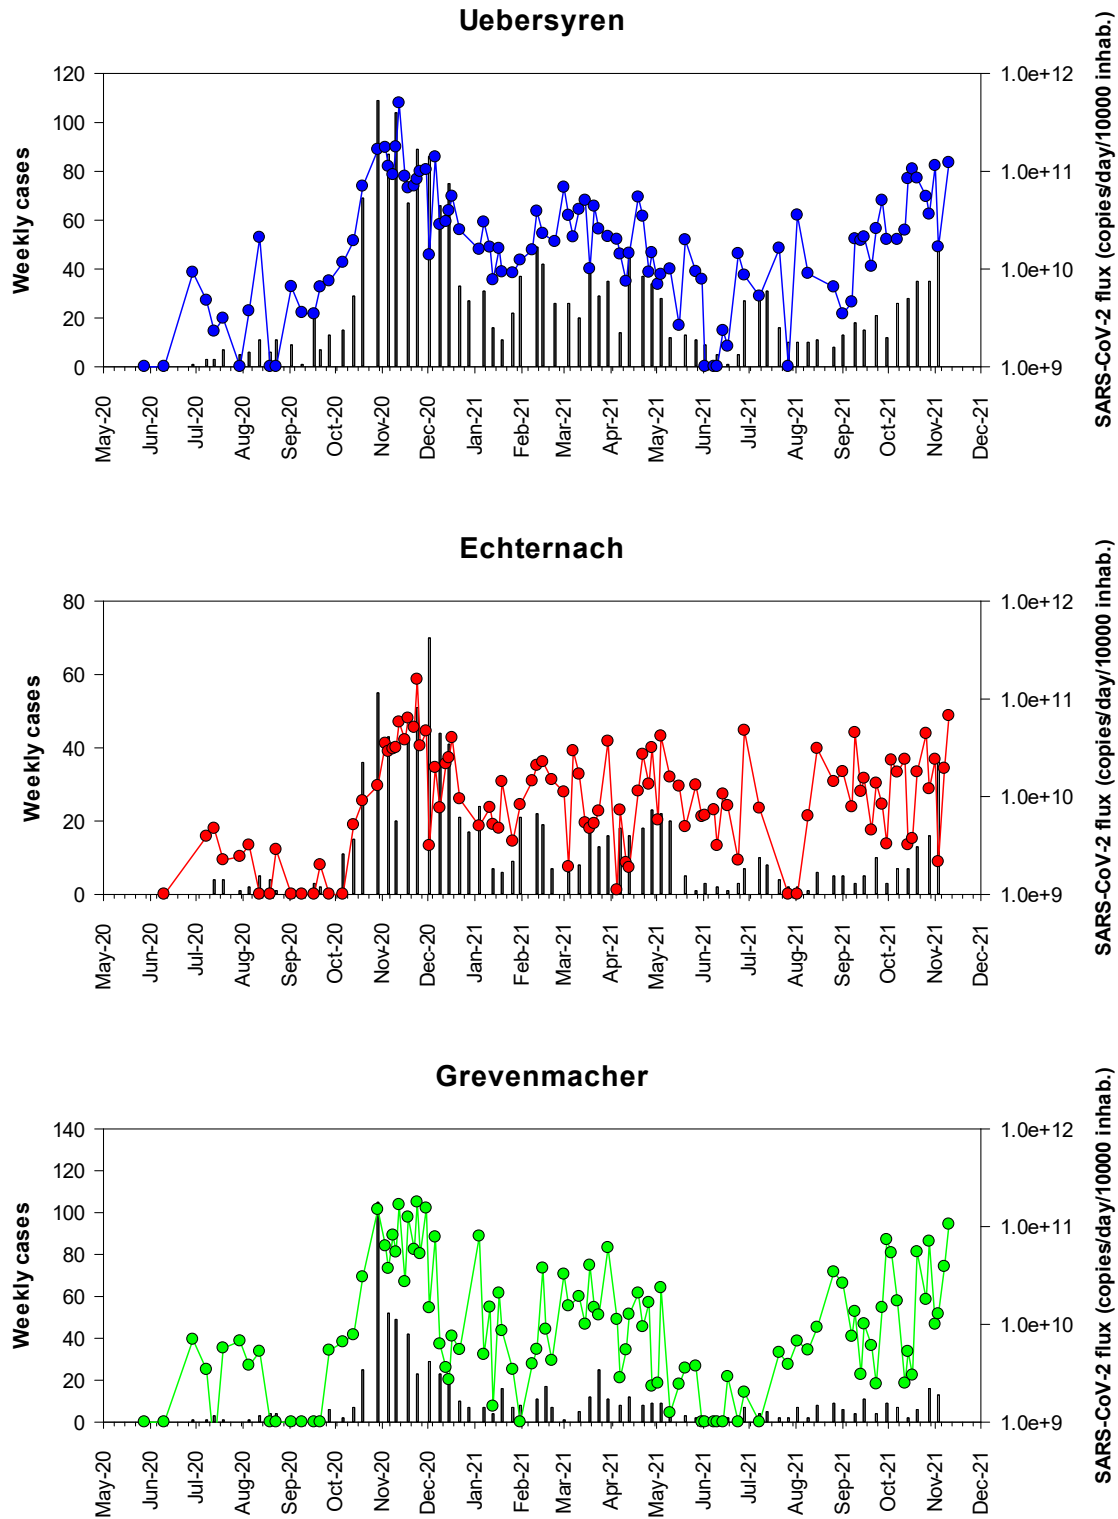 Uebersyren
Weekly cases
120
100
80
60
40
20
0
1.0e+12
1.0e+11
1.0e+10
1.0e+9
SARS-CoV-2 flux (copies/day/10000 inhab.)
May-20
Jun-20
Jul-20
Aug-20
Sep-20
Oct-20
Nov-20
Dec-20
Jan-21
Feb-21
Mar-21
Apr-21
May-21
Jun-21
Jul-21
Aug-21
Sep-21
Oct-21
Nov-21
Dec-21
Echternach
Weekly cases
80
60
40
20
0
1.0e+12
1.0e+11
1.0e+10
1.0e+9
SARS-CoV-2 flux (copies/day/10000 inhab.)
May-20
Jun-20
Jul-20
Aug-20
Sep-20
Oct-20
Nov-20
Dec-20
Jan-21
Feb-21
Mar-21
Apr-21
May-21
Jun-21
Jul-21
Aug-21
Sep-21
Oct-21
Nov-21
Dec-21
Grevenmacher
Weekly cases
140
120
100
80
60
40
20
0
1.0e+12
1.0e+11
1.0e+10
1.0e+9
SARS-CoV-2 flux (copies/day/10000 inhab.)
May-20
Jun-20
Jul-20
Aug-20
Sep-20
Oct-20
Nov-20
Dec-20
Jan-21
Feb-21
Mar-21
Apr-21
May-21
Jun-21
Jul-21
Aug-21
Sep-21
Oct-21
Nov-21
Dec-21